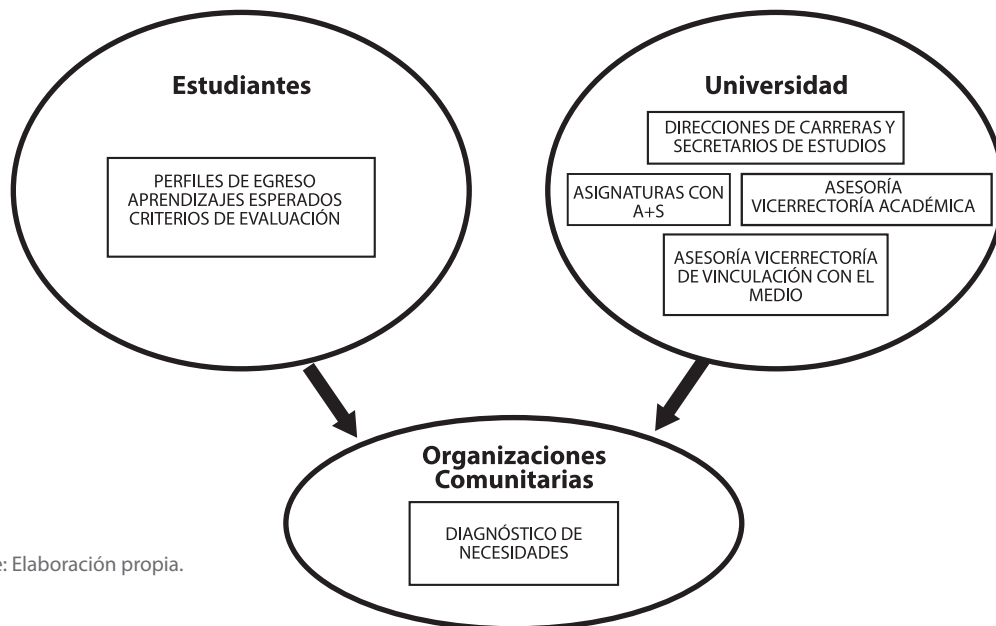 Estudiantes
PERFILES DE EGRESO
APRENDIZAJES ESPERADOS
CRITERIOS DE EVALUACIÓN
Universidad
DIRECCIONES DE CARRERAS Y
SECRETARIOS DE ESTUDIOS
ASIGNATURAS CON
A+S
ASESORÍA
VICERRECTORÍA ACADÉMICA
ASESORÍA VICERRECTORÍA
DE VINCULACIÓN CON EL
MEDIO
Organizaciones
Comunitarias
DIAGNÓSTICO DE
NECESIDADES
e: Elaboración propia.